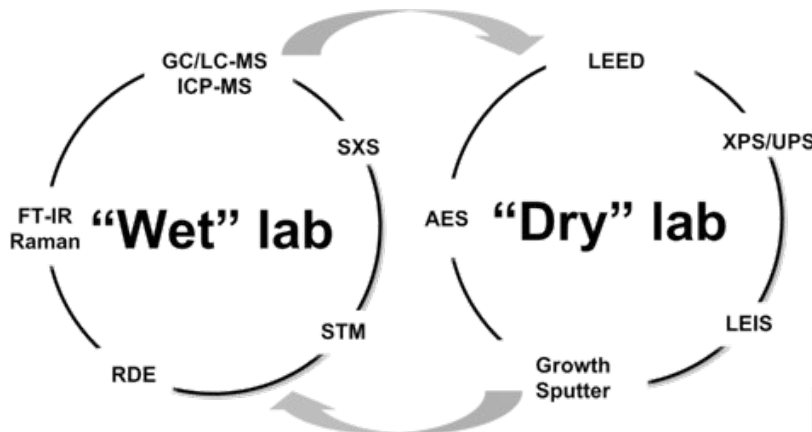 GC/LC-MS
ICP-MS
SXS
FT-IR
Raman
“Wet” lab
STM
RDE
LEED
XPS/UPS
AES
“Dry” lab
LEIS
Growth
Sputter